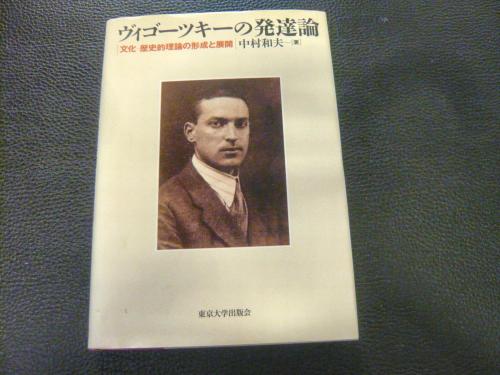 ヴィゴーツキーの発達論
文化-歴史的理論の形成と展開 中村和夫―[著]
東京大学出版会